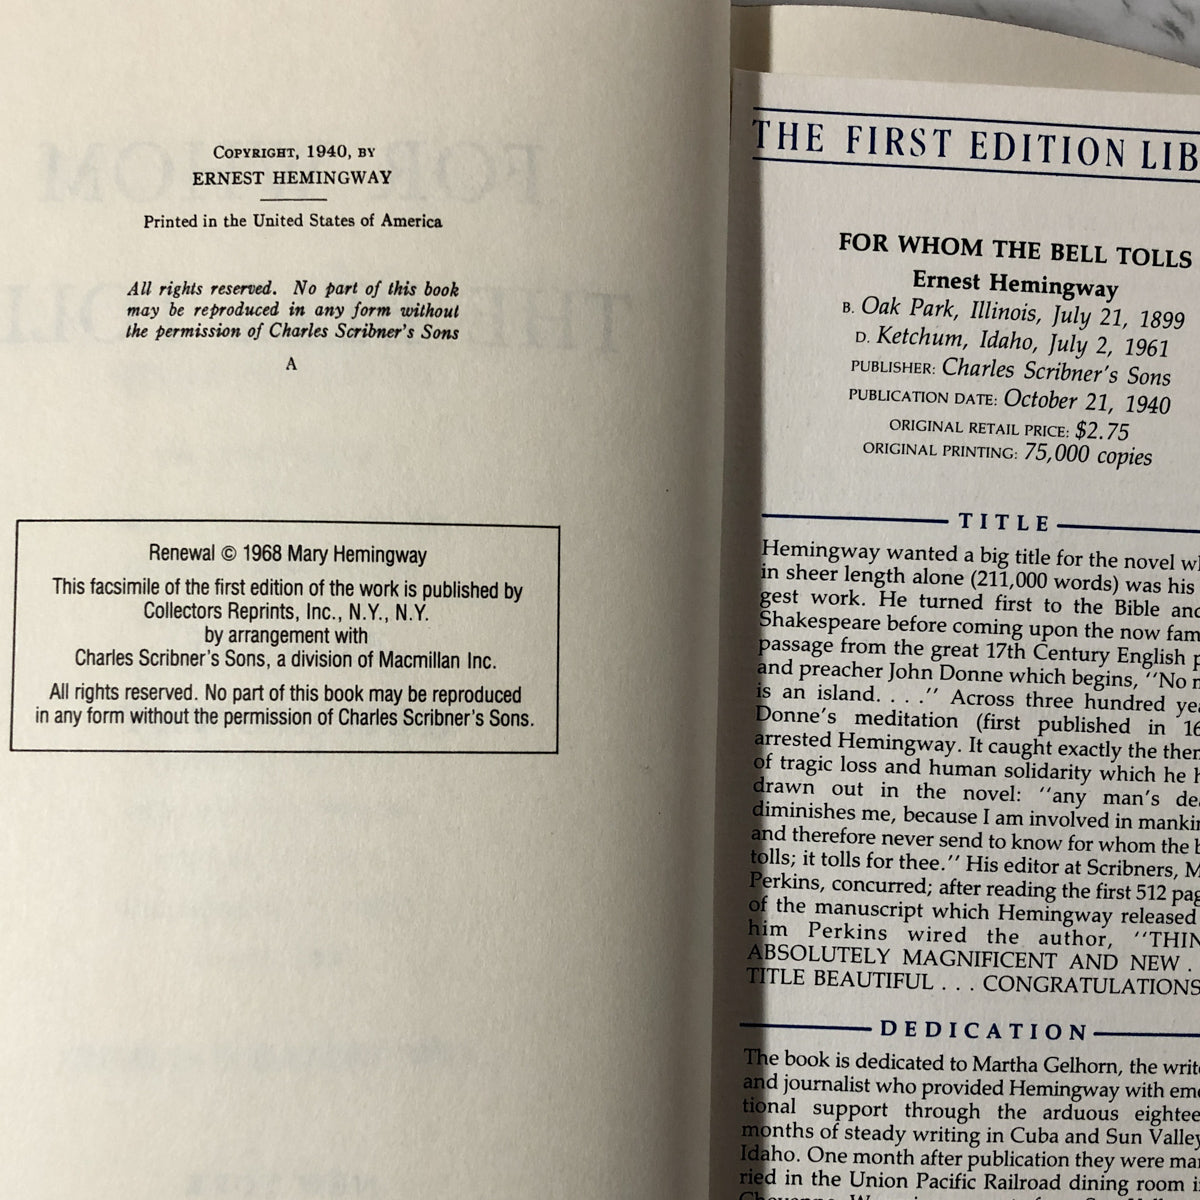 COPYRIGHT, 1940, BY
ERNEST HEMINGWAY
Printed in the United States of America
All rights reserved. No part of this book
may be reproduced in any form without
the permission of Charles Scribner's Sons
A
Renewal © 1968 Mary Hemingway
This facsimile of the first edition of the work is published by
Collectors Reprints, Inc., N.Y., N.Y.
by arrangement with
Charles Scribner's Sons, a division of Macmillan Inc.
All rights reserved. No part of this book may be reproduced
in any form without the permission of Charles Scribner's Sons.
THE FIRST EDITION LIB
FOR WHOM THE BELL TOLLS
Ernest Hemingway
B. Oak Park, Illinois, July 21, 1899
D. Ketchum, Idaho, July 2, 1961
PUBLISHER: Charles Scribner's Sons
PUBLICATION DATE: October 21, 1940
ORIGINAL RETAIL PRICE: $2.75
ORIGINAL PRINTING: 75,000 copies
TITLE
Hemingway wanted a big title for the novel wh
in sheer length alone (211,000 words) was his
gest work. He turned first to the Bible and
Shakespeare before coming upon the now fam
passage from the great 17th Century English p
and preacher John Donne which begins, ''No m
is an island. . . .'' Across three hundred yea
Donne's meditation (first published in 16
arrested Hemingway. It caught exactly the them
of tragic loss and human solidarity which he h
drawn out in the novel: ''any man's dea
diminishes me, because I am involved in mankin
and therefore never send to know for whom the b
tolls; it tolls for thee.'' His editor at Scribners, M
Perkins, concurred; after reading the first 512 pag
of the manuscript which Hemingway released
him Perkins wired the author, ''THIN
ABSOLUTELY MAGNIFICENT AND NEW .
TITLE BEAUTIFUL . . . CONGRATULATIONS
DEDICATION
The book is dedicated to Martha Gelhorn, the write
and journalist who provided Hemingway with emo
tional support through the arduous eightee
months of steady writing in Cuba and Sun Valley
Idaho. One month after publication they were mar
ried in the Union Pacific Railroad dining room i